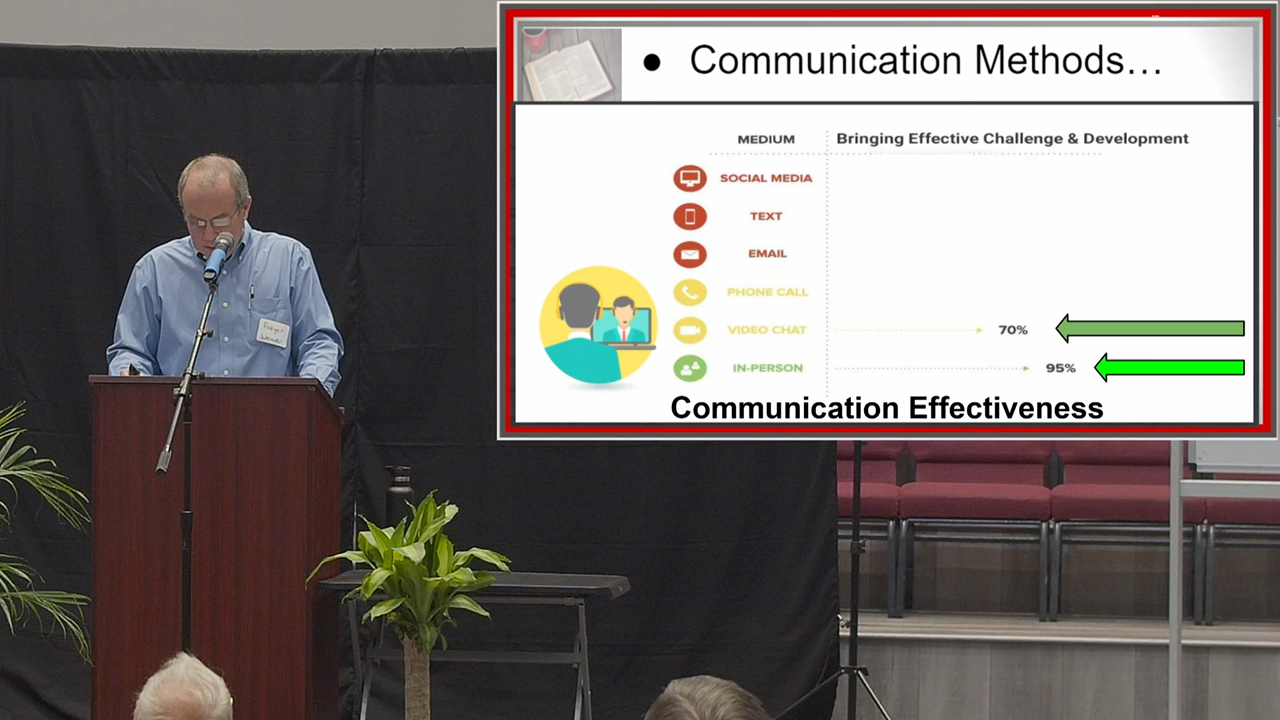 ● Communication Methods…
MEDIUM Bringing Effective Challenge & Development
SOCIAL MEDIA
TEXT
EMAIL
PHONE CALL
VIDEO CHAT 70%
IN-PERSON 95%
Communication Effectiveness